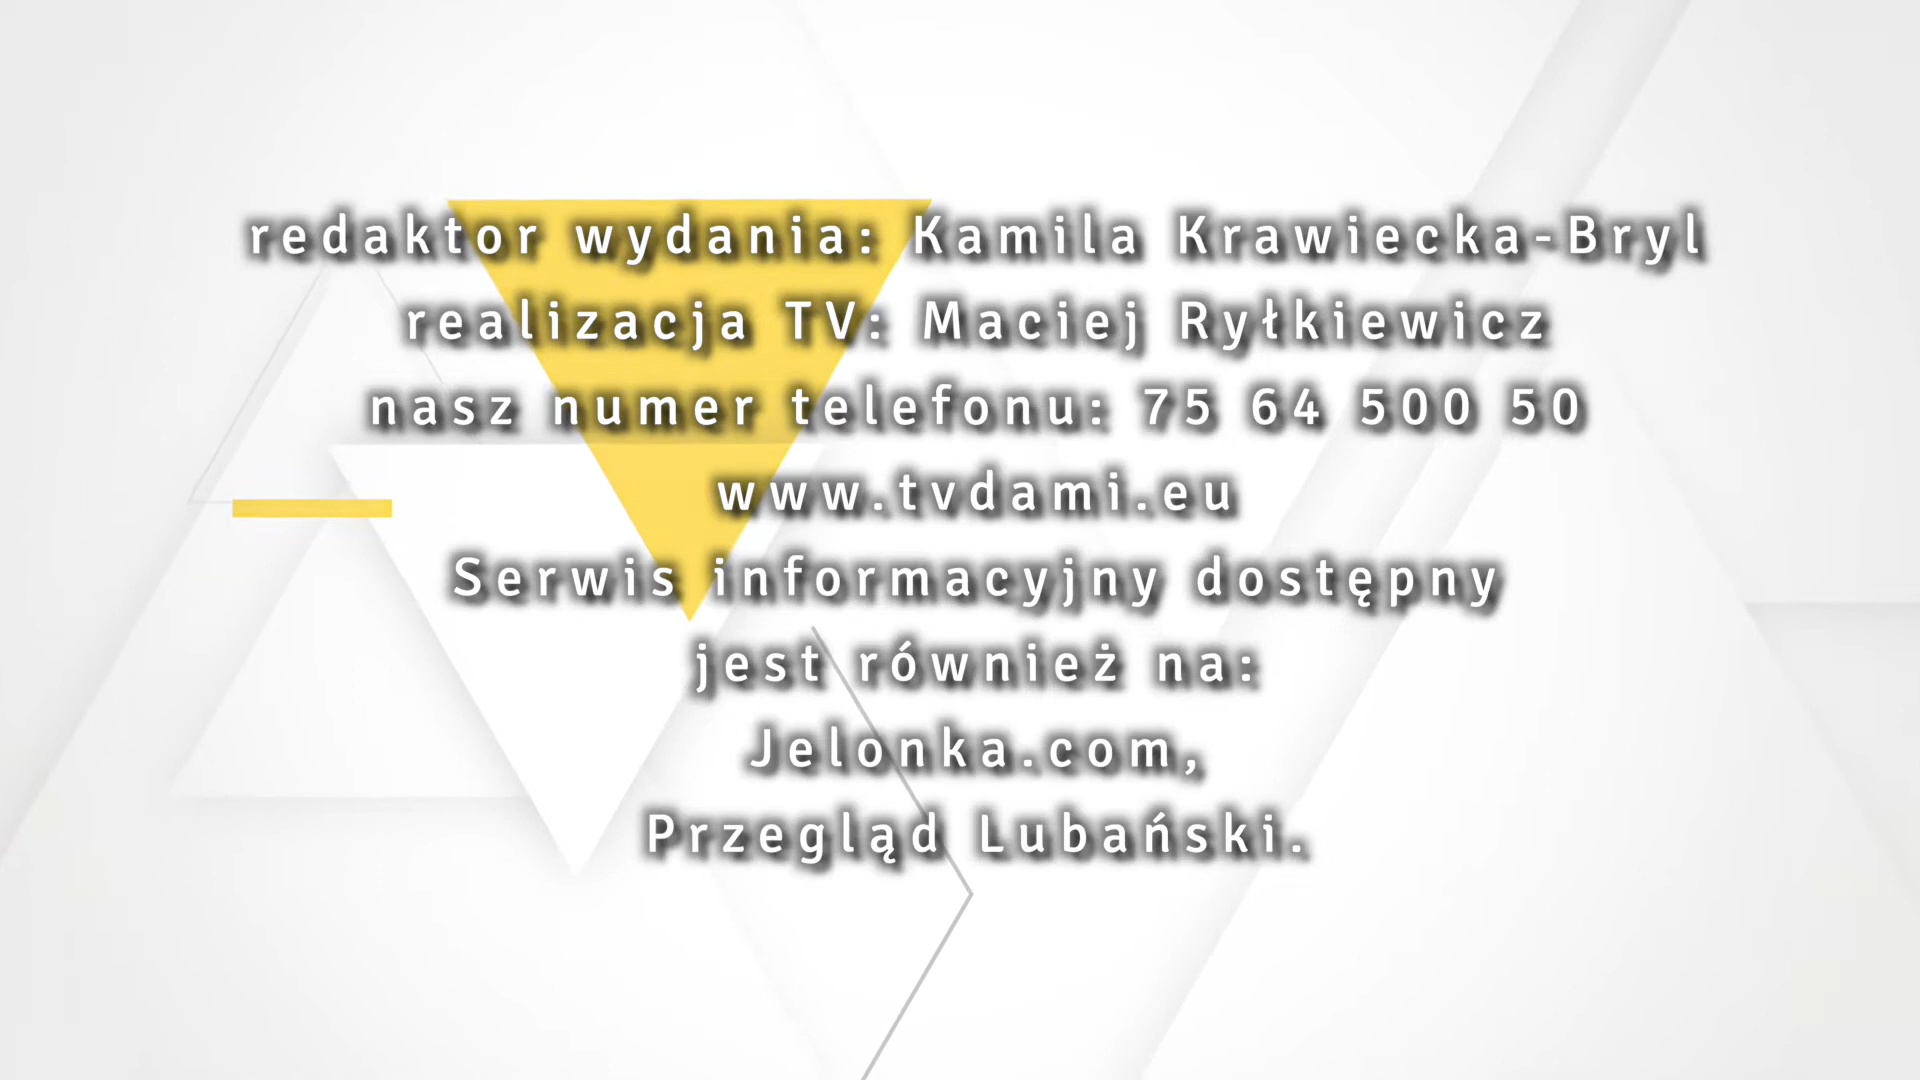 redaktor wydania: Kamila Krawiecka-Bryl
realizacja TV: Maciej Ryłkiewicz
nasz numer telefonu: 75 64 500 50
www.tvdami.eu
Serwis informacyjny dostępny
jest również na:
Jelonka.com,
Przegląd Lubański.